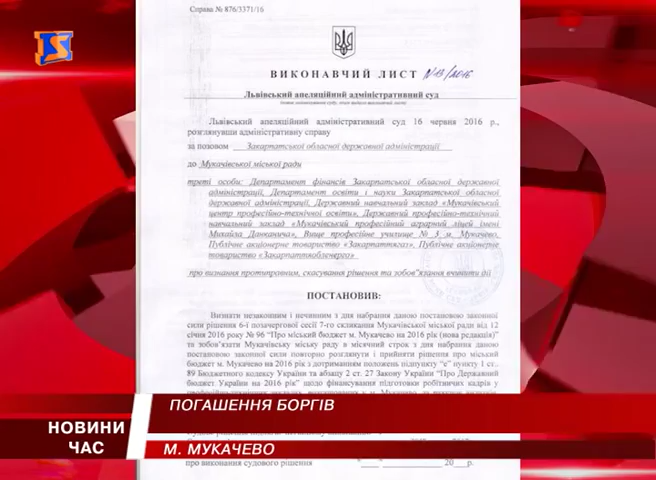 Справа № 876/3371/16
ВИКОНАВЧИЙ ЛИСТ №13/2016
Львівський апеляційний адміністративний суд
Львівський апеляційний адміністративний суд 16 червня 2016 р.,
розглянувши адміністративну справу
за позовом Закарпатської обласної державної адміністрації
до Мукачівської міської ради
треті особи: Департамент фінансів Закарпатської обласної державної
адміністрації, Департамент освіти і науки Закарпатської обласної
державної адміністрації, Державний навчальний заклад «Мукачівський
центр професійно-технічної освіти», Державний професійно-технічний
навчальний заклад «Мукачівський професійний аграрний ліцей імені
Михайла Данканича», Вище професійне училище № 3 м. Мукачево,
Публічне акціонерне товариство «Закарпатгаз», Публічне акціонерне
товариство «Закарпаттяобленерго»
про визнання протиправним, скасування рішення та зобов"язання вчинити дії
ПОСТАНОВИВ:
Визнати незаконним і нечинним з дня набрання даною постановою законної
сили рішення 6-ї позачергової сесії 7-го скликання Мукачівської міської ради від 12
січня 2016 року № 96 "Про міський бюджет м. Мукачево на 2016 рік (нова редакція)"
та зобов'язати Мукачівську міську раду в місячний строк з дня набрання даною
постановою законної сили повторно розглянути і прийняти рішення про міський
бюджет м. Мукачево на 2016 рік з дотриманням положень підпункту "е" пункту 1 ст.
89 Бюджетного кодексу України та абзацу 2 ст. 27 Закону України "Про Державний
бюджет України на 2016 рік" щодо фінансування підготовки робітничих кадрів у
про виконання судового рішення "____" ________ 20___р.
ПОГАШЕННЯ БОРГІВ
НОВИНИ
ЧАС
М. МУКАЧЕВО